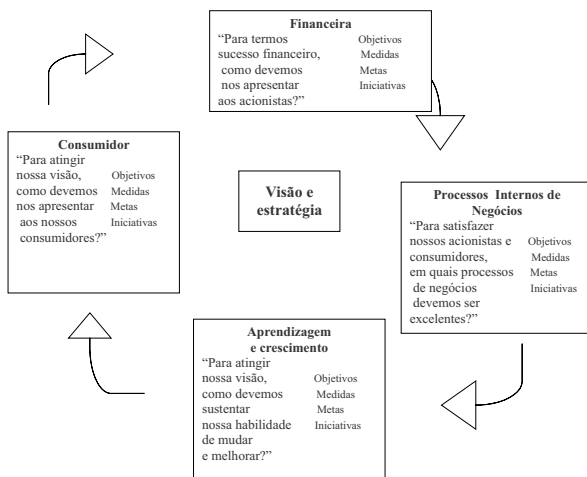 Financeira
“Para termos Objetivos
sucesso financeiro, Medidas
como devemos Metas
nos apresentar Iniciativas
aos acionistas?”
Consumidor
“Para atingir
nossa visão, Objetivos
como devemos Medidas
nos apresentar Metas
aos nossos Iniciativas
consumidores?”
Visão e
estratégia
Processos Internos de
Negócios
“Para satisfazer
nossos acionistas e Objetivos
consumidores, Medidas
em quais processos Metas
de negócios Iniciativas
devemos ser
excelentes?”
Aprendizagem
e crescimento
“Para atingir
nossa visão, Objetivos
como devemos Medidas
sustentar Metas
nossa habilidade Iniciativas
de mudar
e melhorar?”